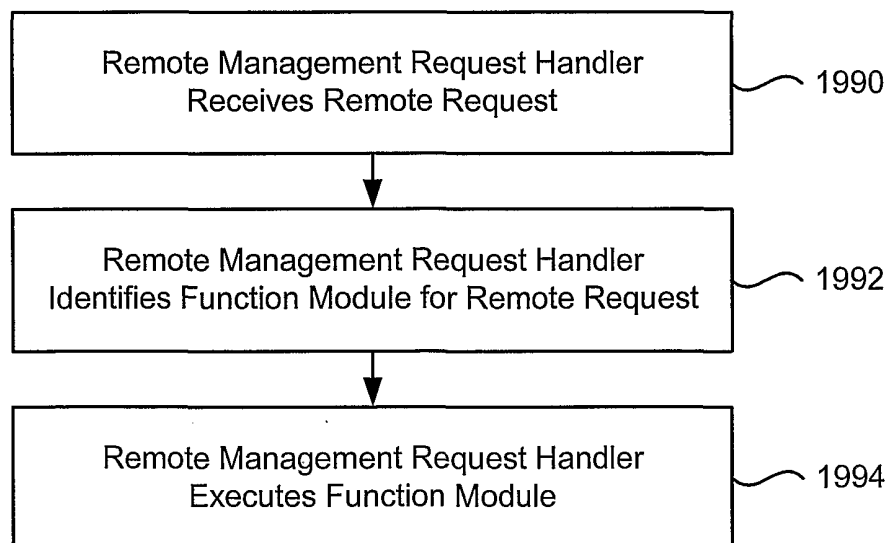 Remote Management Request Handler
Receives Remote Request
1990
Remote Management Request Handler
Identifies Function Module for Remote Request
1992
Remote Management Request Handler
Executes Function Module
1994